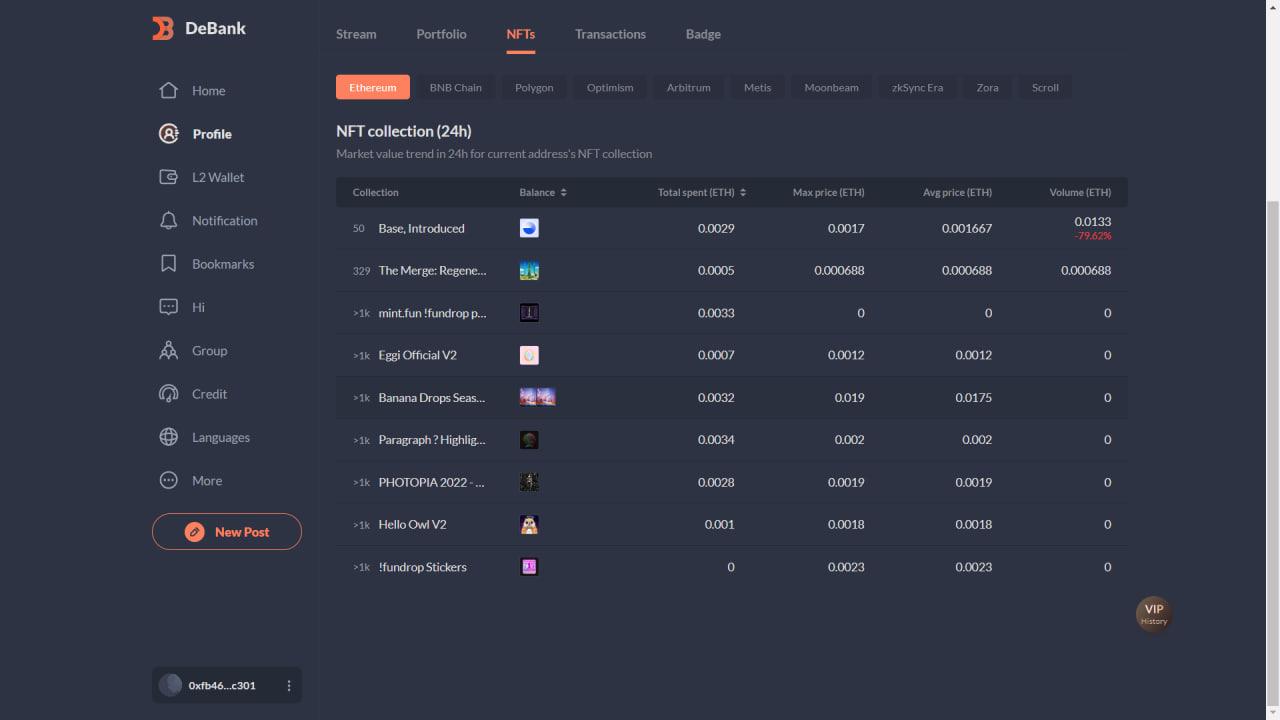 DeBank
Home
Profile
L2 Wallet
Notification
Bookmarks
Hi
Group
Credit
Languages
More
New Post
0xfb46...c301
Stream Portfolio NFTs Transactions Badge
Ethereum BNB Chain Polygon Optimism Arbitrum Metis Moonbeam zkSync Era Zora Scroll
NFT collection (24h)
Market value trend in 24h for current address's NFT collection
Collection Balance Total spent (ETH) Max price (ETH) Avg price (ETH) Volume (ETH)
50 Base, Introduced 0.0029 0.0017 0.001667 0.0133
-79.62%
329 The Merge: Regene... 0.0005 0.000688 0.000688 0.000688
>1k mint.fun !fundrop p... 0.0033 0 0 0
>1k Eggi Official V2 0.0007 0.0012 0.0012 0
>1k Banana Drops Seas... 0.0032 0.019 0.0175 0
>1k Paragraph ? Highlig... 0.0034 0.002 0.002 0
>1k PHOTOPIA 2022 - ... 0.0028 0.0019 0.0019 0
>1k Hello Owl V2 0.001 0.0018 0.0018 0
>1k !fundrop Stickers 0 0.0023 0.0023 0
VIP
History